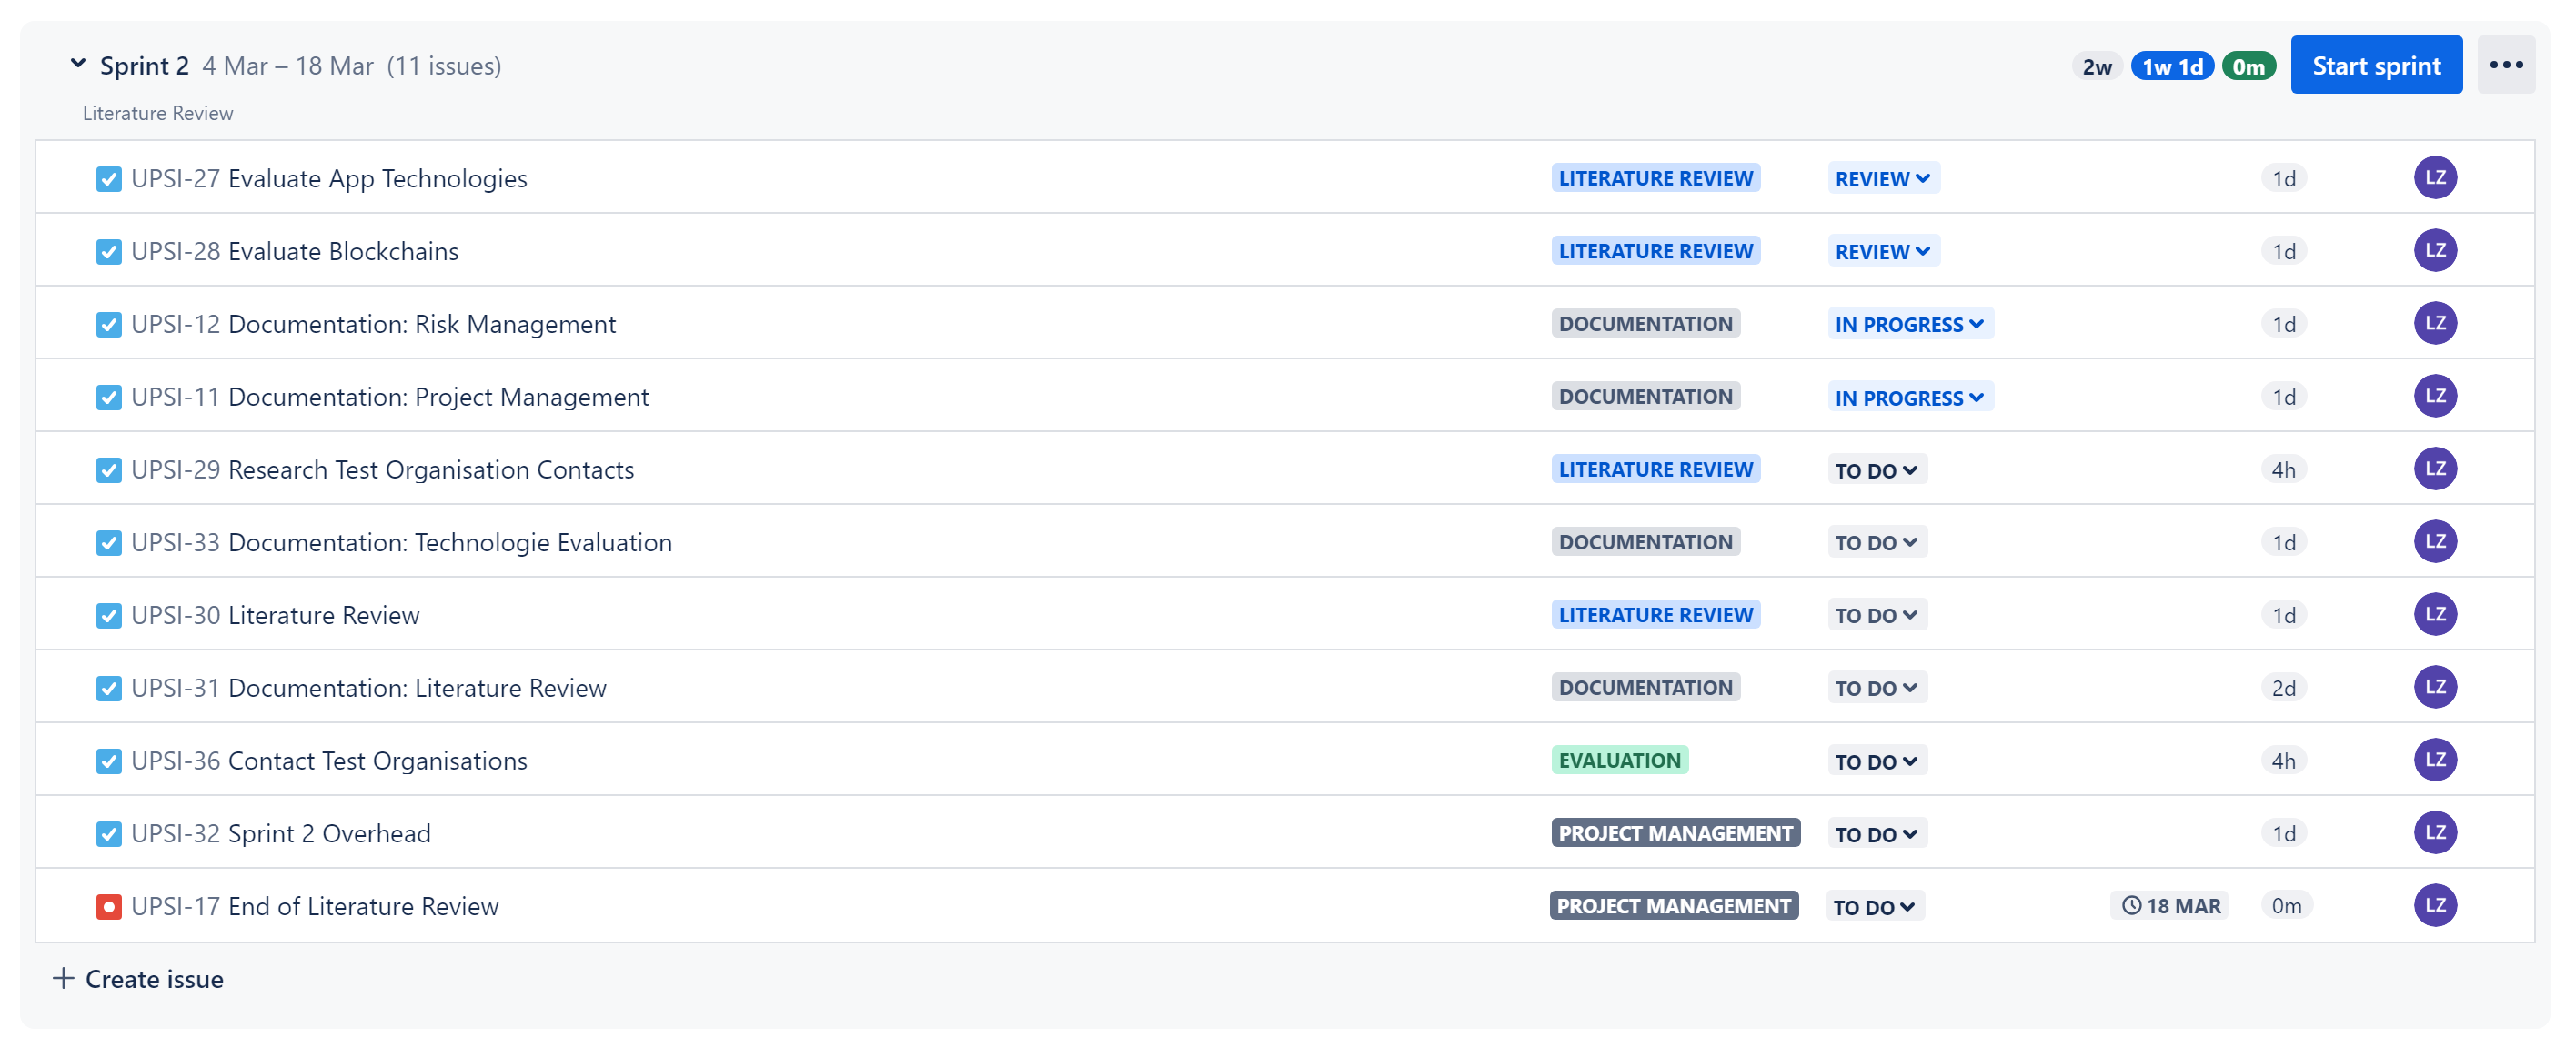 Sprint 2 4 Mar – 18 Mar (11 issues) 2w 1w 1d 0m Start sprint
Literature Review
UPSI-27 Evaluate App Technologies LITERATURE REVIEW REVIEW 1d LZ
UPSI-28 Evaluate Blockchains LITERATURE REVIEW REVIEW 1d LZ
UPSI-12 Documentation: Risk Management DOCUMENTATION IN PROGRESS 1d LZ
UPSI-11 Documentation: Project Management DOCUMENTATION IN PROGRESS 1d LZ
UPSI-29 Research Test Organisation Contacts LITERATURE REVIEW TO DO 4h LZ
UPSI-33 Documentation: Technologie Evaluation DOCUMENTATION TO DO 1d LZ
UPSI-30 Literature Review LITERATURE REVIEW TO DO 1d LZ
UPSI-31 Documentation: Literature Review DOCUMENTATION TO DO 2d LZ
UPSI-36 Contact Test Organisations EVALUATION TO DO 4h LZ
UPSI-32 Sprint 2 Overhead PROJECT MANAGEMENT TO DO 1d LZ
UPSI-17 End of Literature Review PROJECT MANAGEMENT TO DO 18 MAR 0m LZ
Create issue